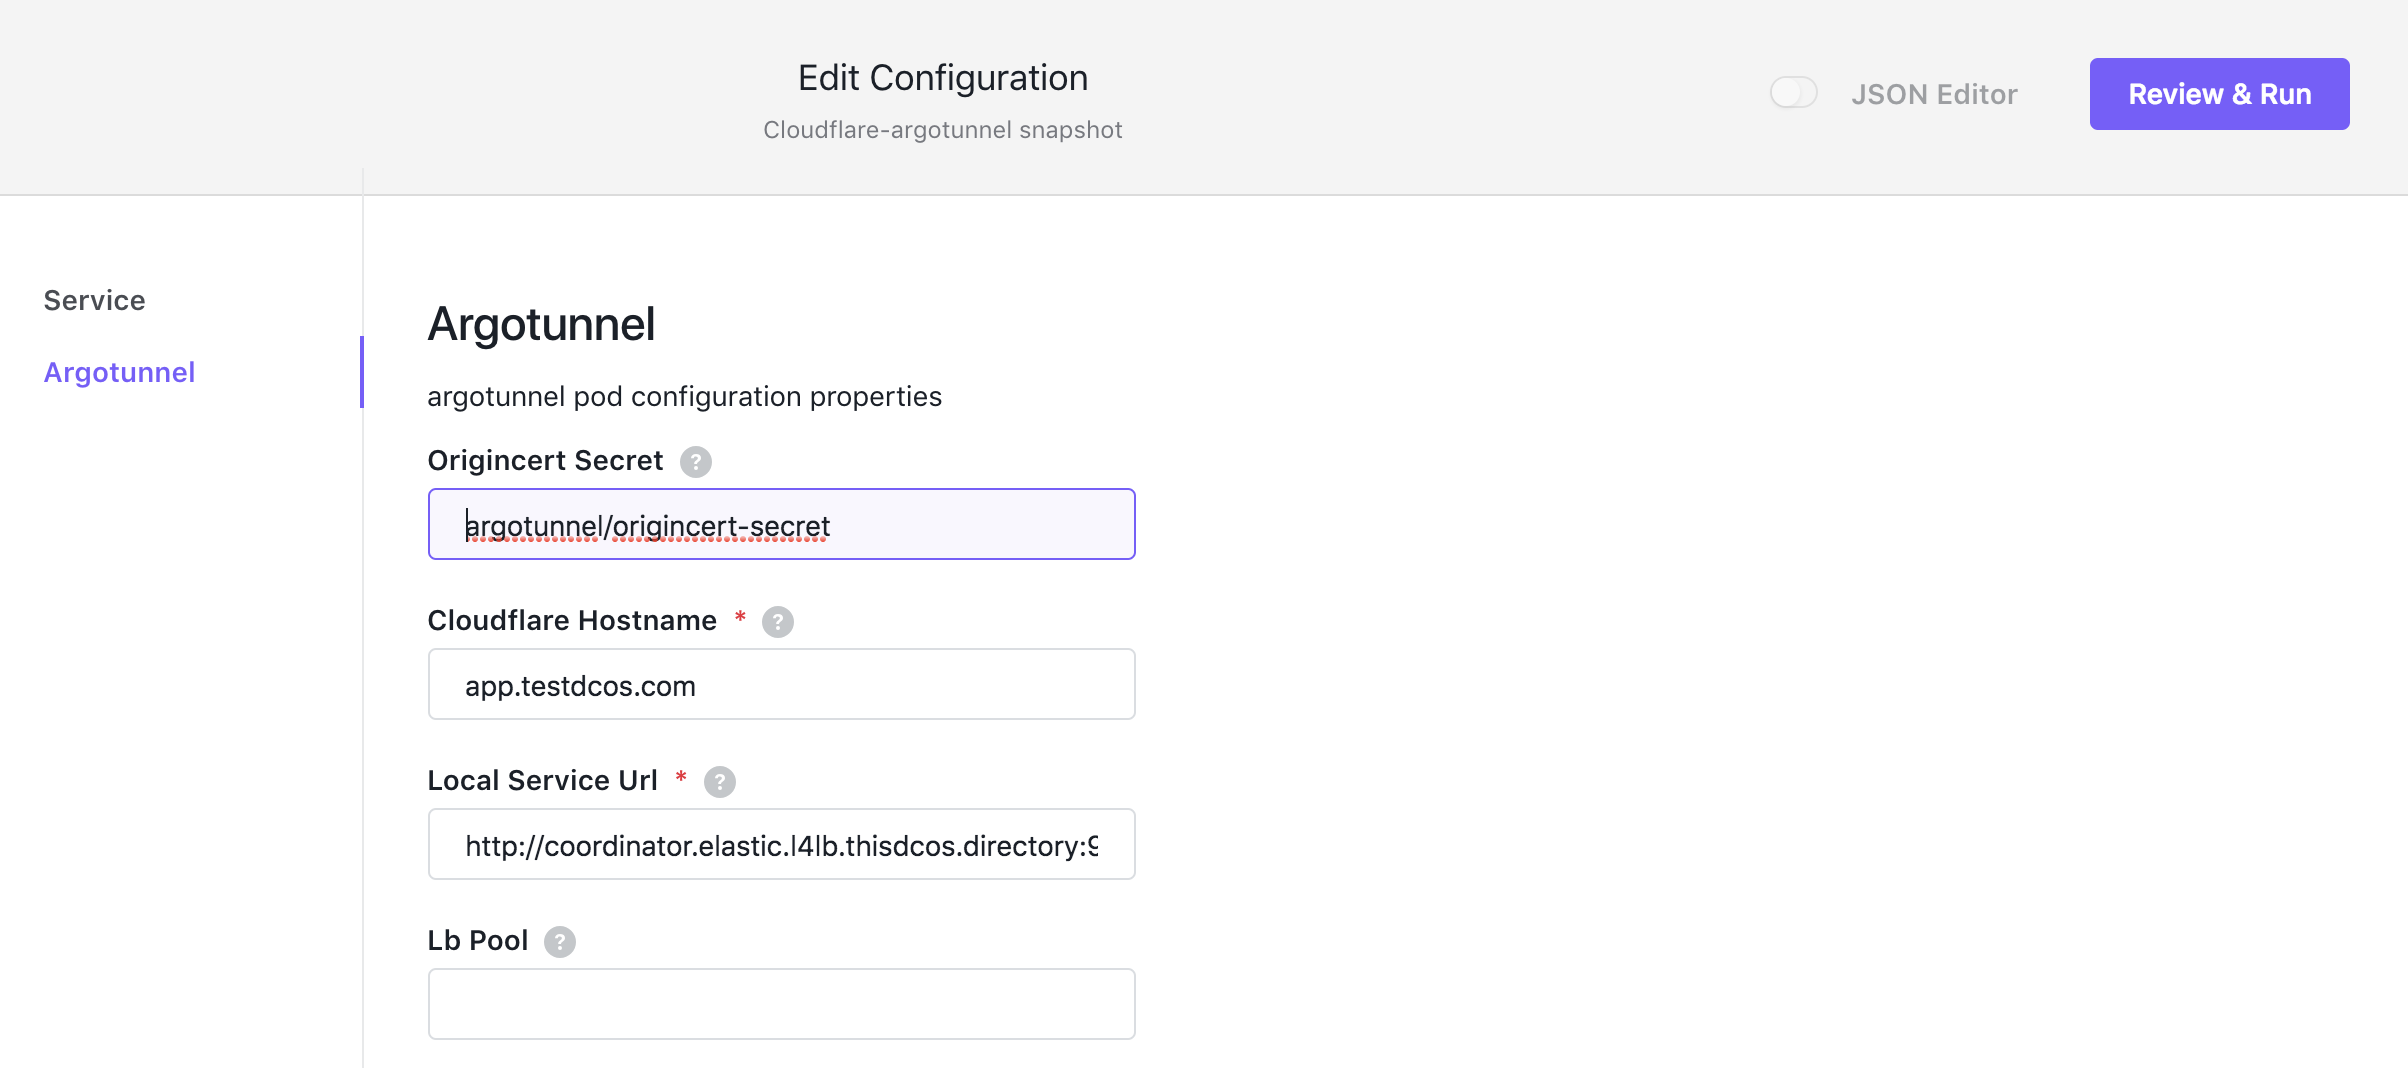 Edit Configuration
Cloudflare-argotunnel snapshot
JSON Editor
Review & Run
Service
Argotunnel
Argotunnel
argotunnel pod configuration properties
Origincert Secret ?
argotunnel/origincert-secret
Cloudflare Hostname * ?
app.testdcos.com
Local Service Url * ?
http://coordinator.elastic.l4lb.thisdcos.directory:9
Lb Pool ?